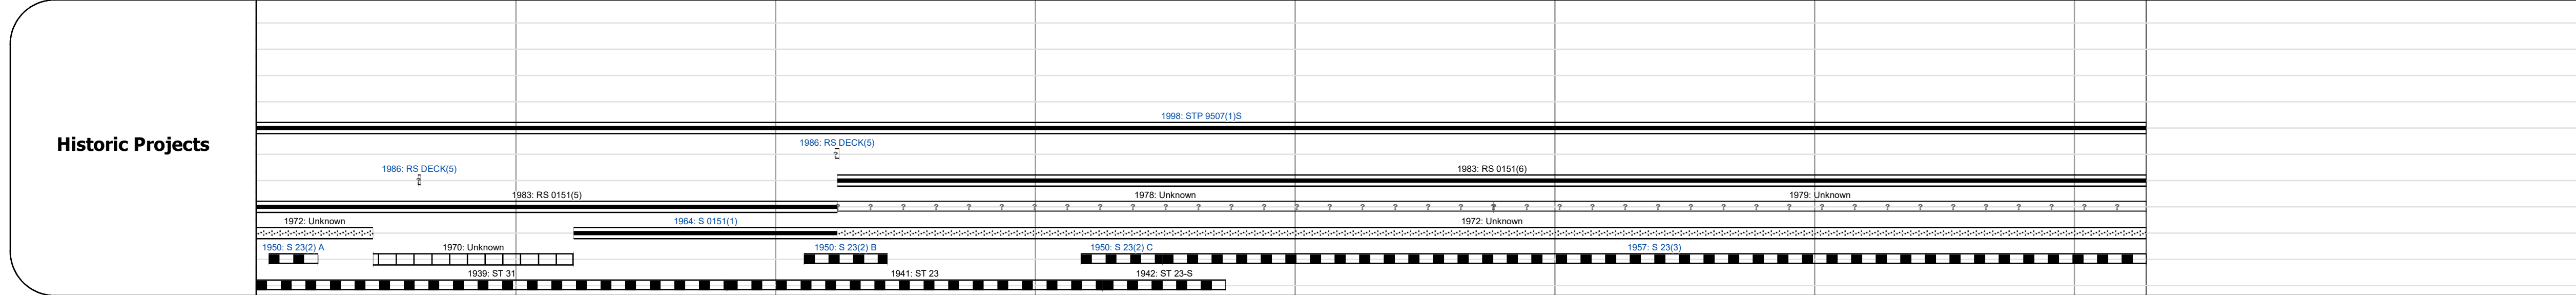 1998: STP 9507(1)S
1986: RS DECK(5)
?
Historic Projects
1986: RS DECK(5)
1983: RS 0151(6)
?
1983: RS 0151(5)
1978: Unknown
1979: Unknown
? ? ? ? ? ? ? ? ? ? ? ? ? ? ? ? ? ? ? ? ? ? ? ? ? ? ? ? ? ? ? ? ? ? ? ? ? ? ? ?
1972: Unknown
1964: S 0151(1)
1972: Unknown
1950: S 23(2) A
1970: Unknown
1950: S 23(2) B
1950: S 23(2) C
1957: S 23(3)
1939: ST 31
1941: ST 23
1942: ST 23-S